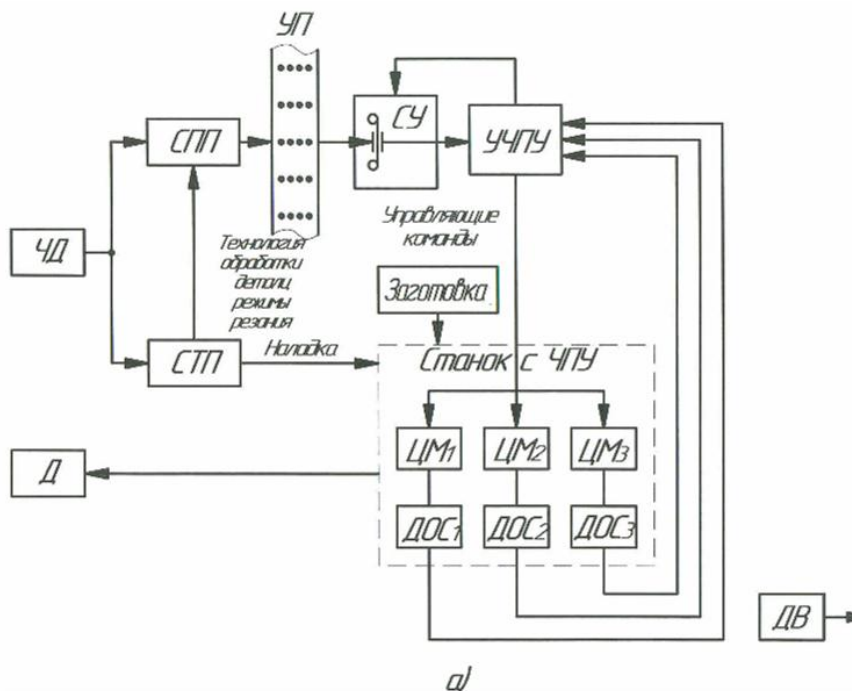 УП
СУ
СПП
УЧПУ
Управляющие
команды
ЧД
Технология
обработки
детали
режимы
резания
Заготовка
СТП
Наладка
Станок с ЧПУ
ЦМ1
ЦМ2
ЦМ3
Д
ДОС1
ДОС2
ДОС3
ДВ
а)